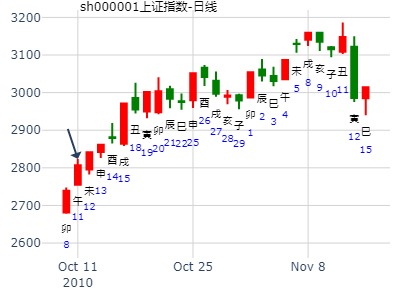 sh000001上证指数-日线
3200
3100
3000
2900
2800
2700
2600
卯
8
午
11
未
12
申
13
酉
14
戌
15
丑
18
寅
19
卯
20
辰
21
巳
22
申
25
酉
26
戌
27
亥
28
子
29
卯
1
辰
2
巳
3
午
4
未
5
戌
8
亥
9
子
10
丑
11
寅
12
巳
15
Oct 11
2010
Oct 25
Nov 8